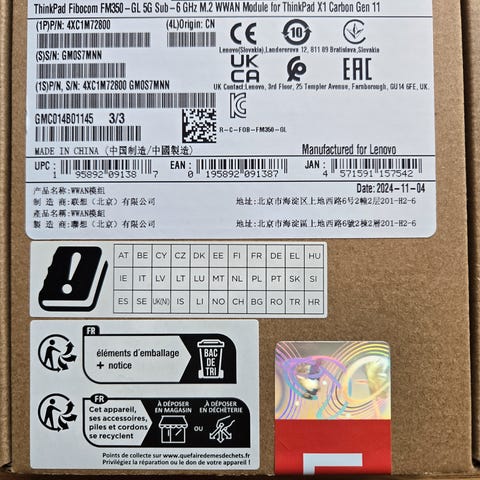 ThinkPad Fibocom FM350-GL 5G Sub-6 GHz M.2 WWAN Module for ThinkPad X1 Carbon Gen 11
(1P)P/N: 4XC1M72800 (4L)Origin: CN
Lenovo(Slovakia),Landererova 12, 811 09 Bratislava,Slovakia
(S)S/N: GM0S7MNN
UK CA
EAC
(1S)P/N, S/N: 4XC1M72800 GM0S7MNN
UK Contact:Lenovo, 3rd Floor, 25 Templer Avenue, Farnborough, GU14 6FE, UK.
GMC014B01145 3/3
R-C-FOB-FM350-GL
MADE IN CHINA (中国制造/中國製造)
Manufactured for Lenovo
UPC: 1 95892 09138 7 EAN: 0 195892 091387 JAN: 4 571591 157542
产品名称:WWAN模组 Date:2024-11-04
制 造 商:联想（北京）有限公司 地址:北京市海淀区上地西路6号2幢2层201-H2-6
產品名稱:WWAN模組
製 造 商:聯想（北京）有限公司 地址:北京市海淀區上地西路6號2棟2層201-H2-6
AT BE CY CZ DK EE FI FR DE EL HU
IE IT LV LT LU MT NL PL PT SK SI
ES SE UK(NI) IS LI NO CH BG RO TR HR
FR
éléments d'emballage
+ notice
BAC
DE
TRI
FR
Cet appareil,
ses accessoires,
piles et cordons
se recyclent
À DÉPOSER
EN MAGASIN
OU
À DÉPOSER
EN DÉCHÈTERIE
Points de collecte sur www.quefairedemesdechets.fr
Privilégiez la réparation ou le don de votre appareil !